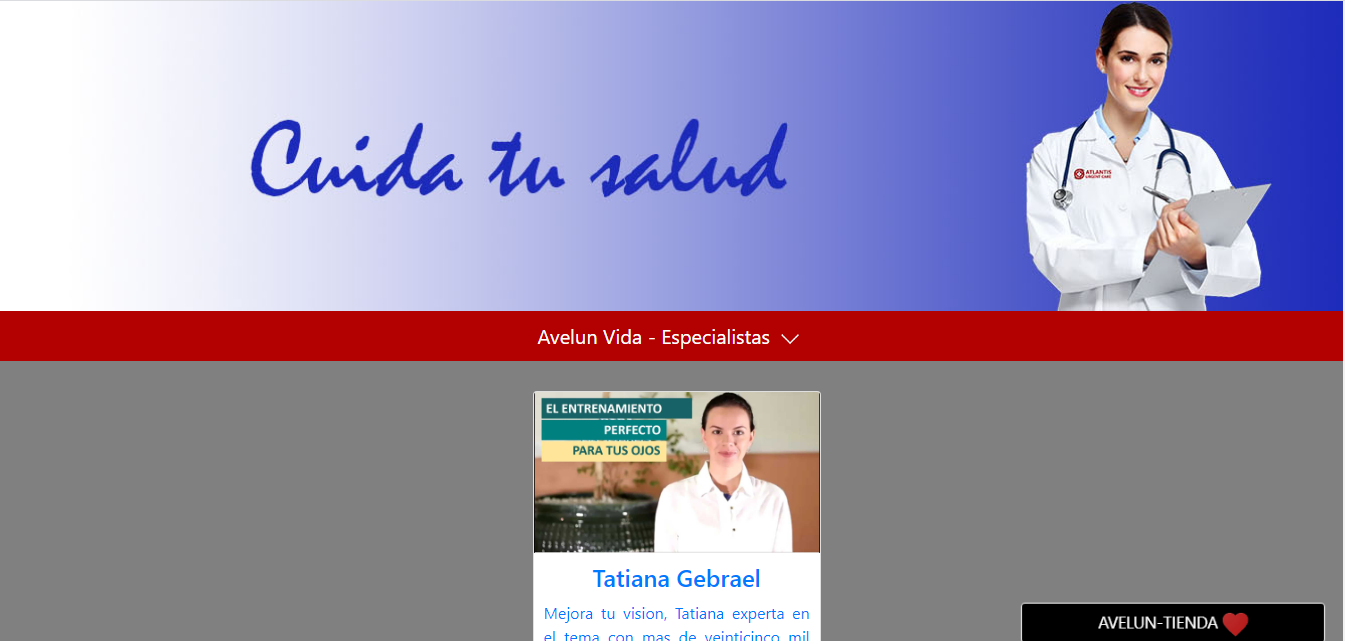 Cuida tu salud
ATLANTIS
URGENT CARE
Avelun Vida - Especialistas
EL ENTRENAMIENTO
PERFECTO
PARA TUS OJOS
Tatiana Gebrael
Mejora tu vision, Tatiana experta en
el tema con mas de veinticinco mil
AVELUN-TIENDA